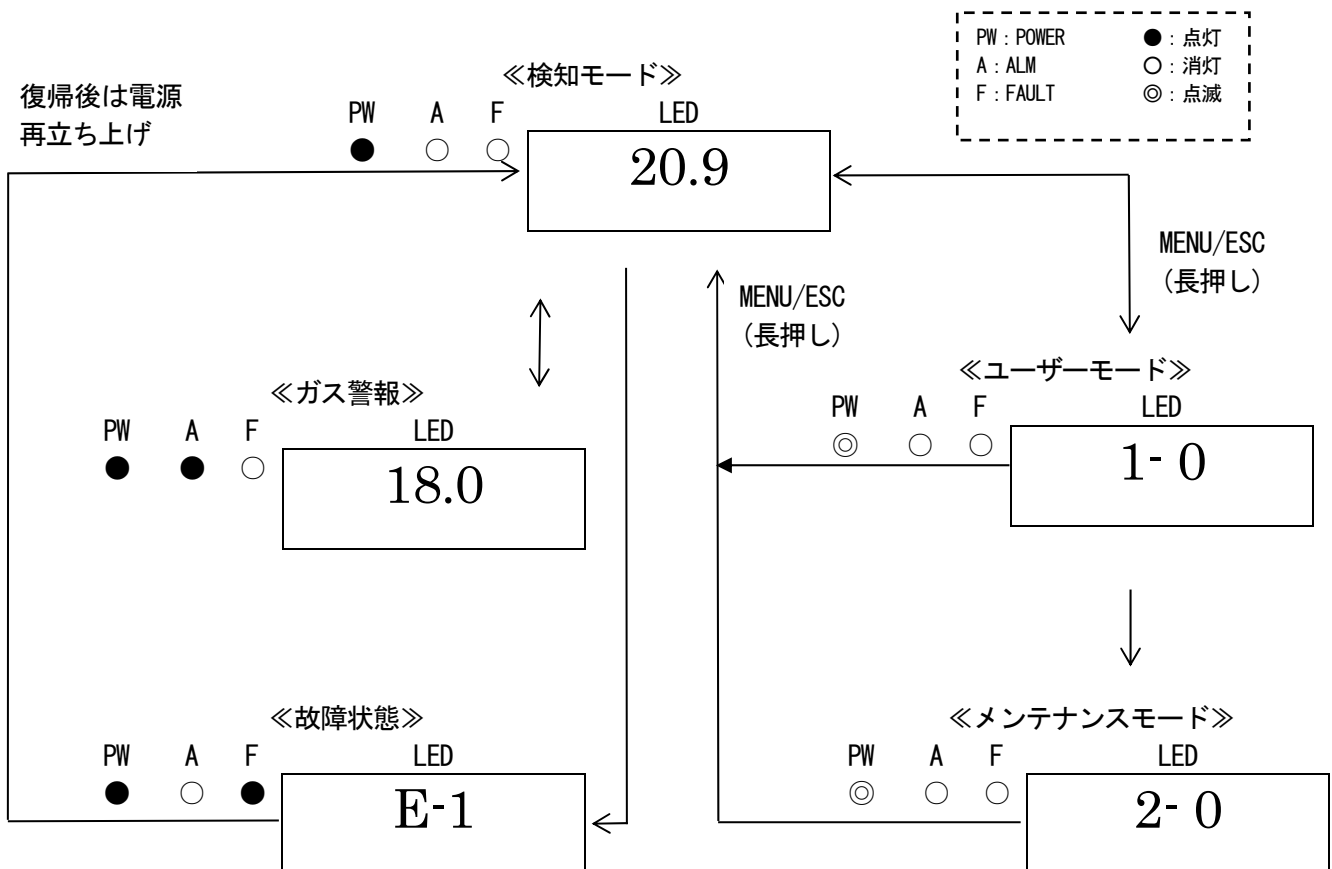 PW：POWER ●：点灯
A：ALM ○：消灯
F：FAULT ◎：点滅
≪検知モード≫
復帰後は電源
再立ち上げ
PW A F LED
● ○ ○
20.9
MENU/ESC
(長押し)
MENU/ESC
(長押し)
≪ユーザーモード≫
PW A F LED
◎ ○ ○
1- 0
≪ガス警報≫
PW A F LED
● ● ○
18.0
≪故障状態≫
PW A F LED
● ○ ●
E-1
≪メンテナンスモード≫
PW A F LED
◎ ○ ○
2- 0